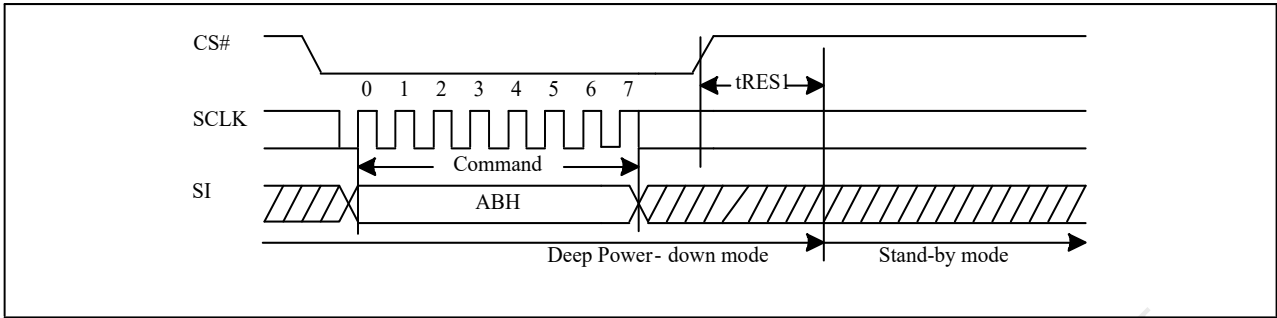 CS#
tRES1
0 1 2 3 4 5 6 7
SCLK
Command
SI
ABH
Deep Power- down mode
Stand-by mode